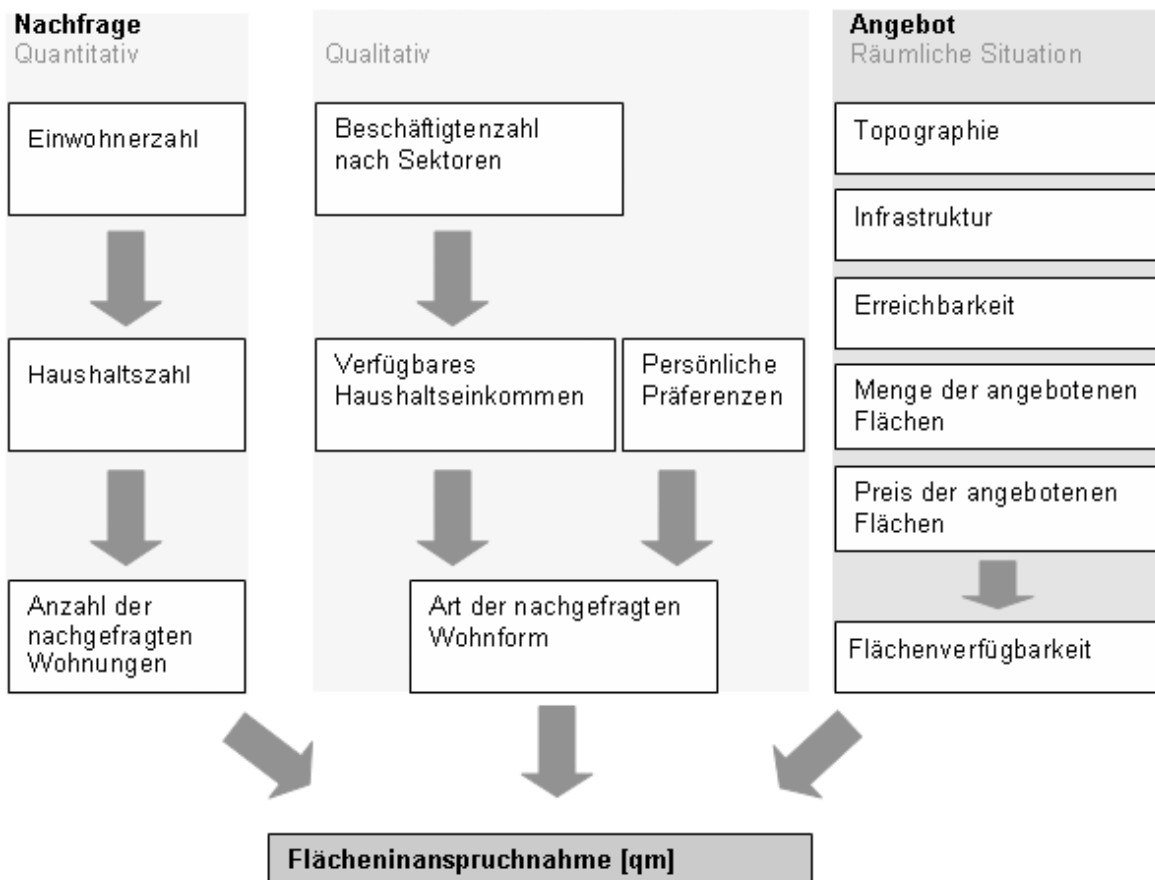 Nachfrage
Quantitativ
Qualitativ
Angebot
Räumliche Situation
Einwohnerzahl
Haushaltszahl
Anzahl der
nachgefragten
Wohnungen
Beschäftigtenzahl
nach Sektoren
Verfügbares
Haushaltseinkommen
Persönliche
Präferenzen
Art der nachgefragten
Wohnform
Topographie
Infrastruktur
Erreichbarkeit
Menge der angebotenen
Flächen
Preis der angebotenen
Flächen
Flächenverfügbarkeit
Flächeninanspruchnahme [qm]